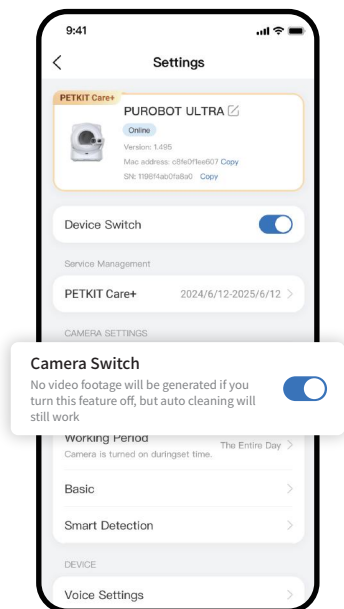 9:41
Settings
PETKIT Care+
PUROBOT ULTRA
Online
Version: 1.495
Mac address: c8fe0f1ee607 Copy
SN: 1198f4ab0fa8a0 Copy
Device Switch
Service Management
PETKIT Care+ 2024/6/12-2025/6/12
CAMERA SETTINGS
Camera Switch
No video footage will be generated if you
turn this feature off, but auto cleaning will
still work
Working Period The Entire Day
Camera is turned on duringset time.
Basic
Smart Detection
DEVICE
Voice Settings